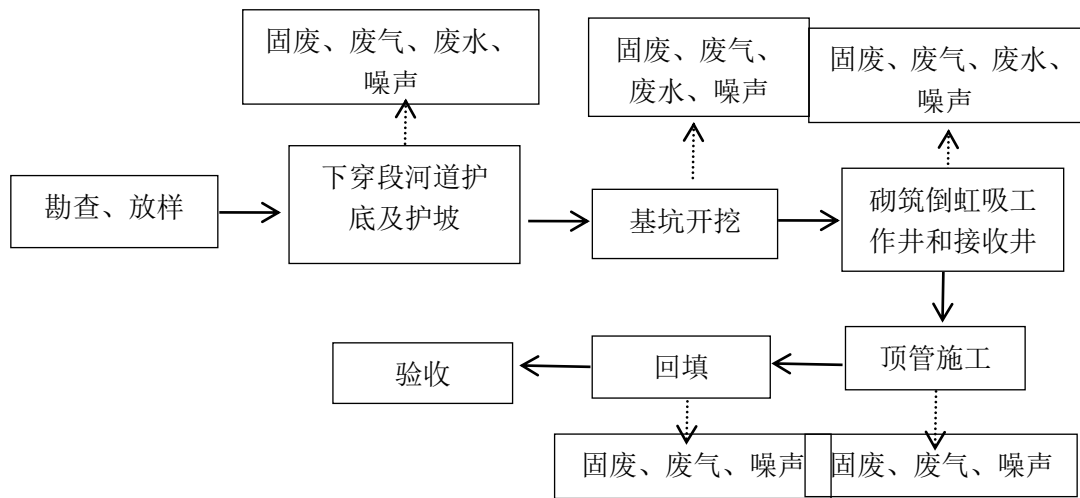 固废、废气、废水、
噪声
固废、废气、
废水、噪声
固废、废气、废水、
噪声
勘查、放样
下穿段河道护
底及护坡
基坑开挖
砌筑倒虹吸工
作井和接收井
验收
回填
顶管施工
固废、废气、噪声
固废、废气、噪声